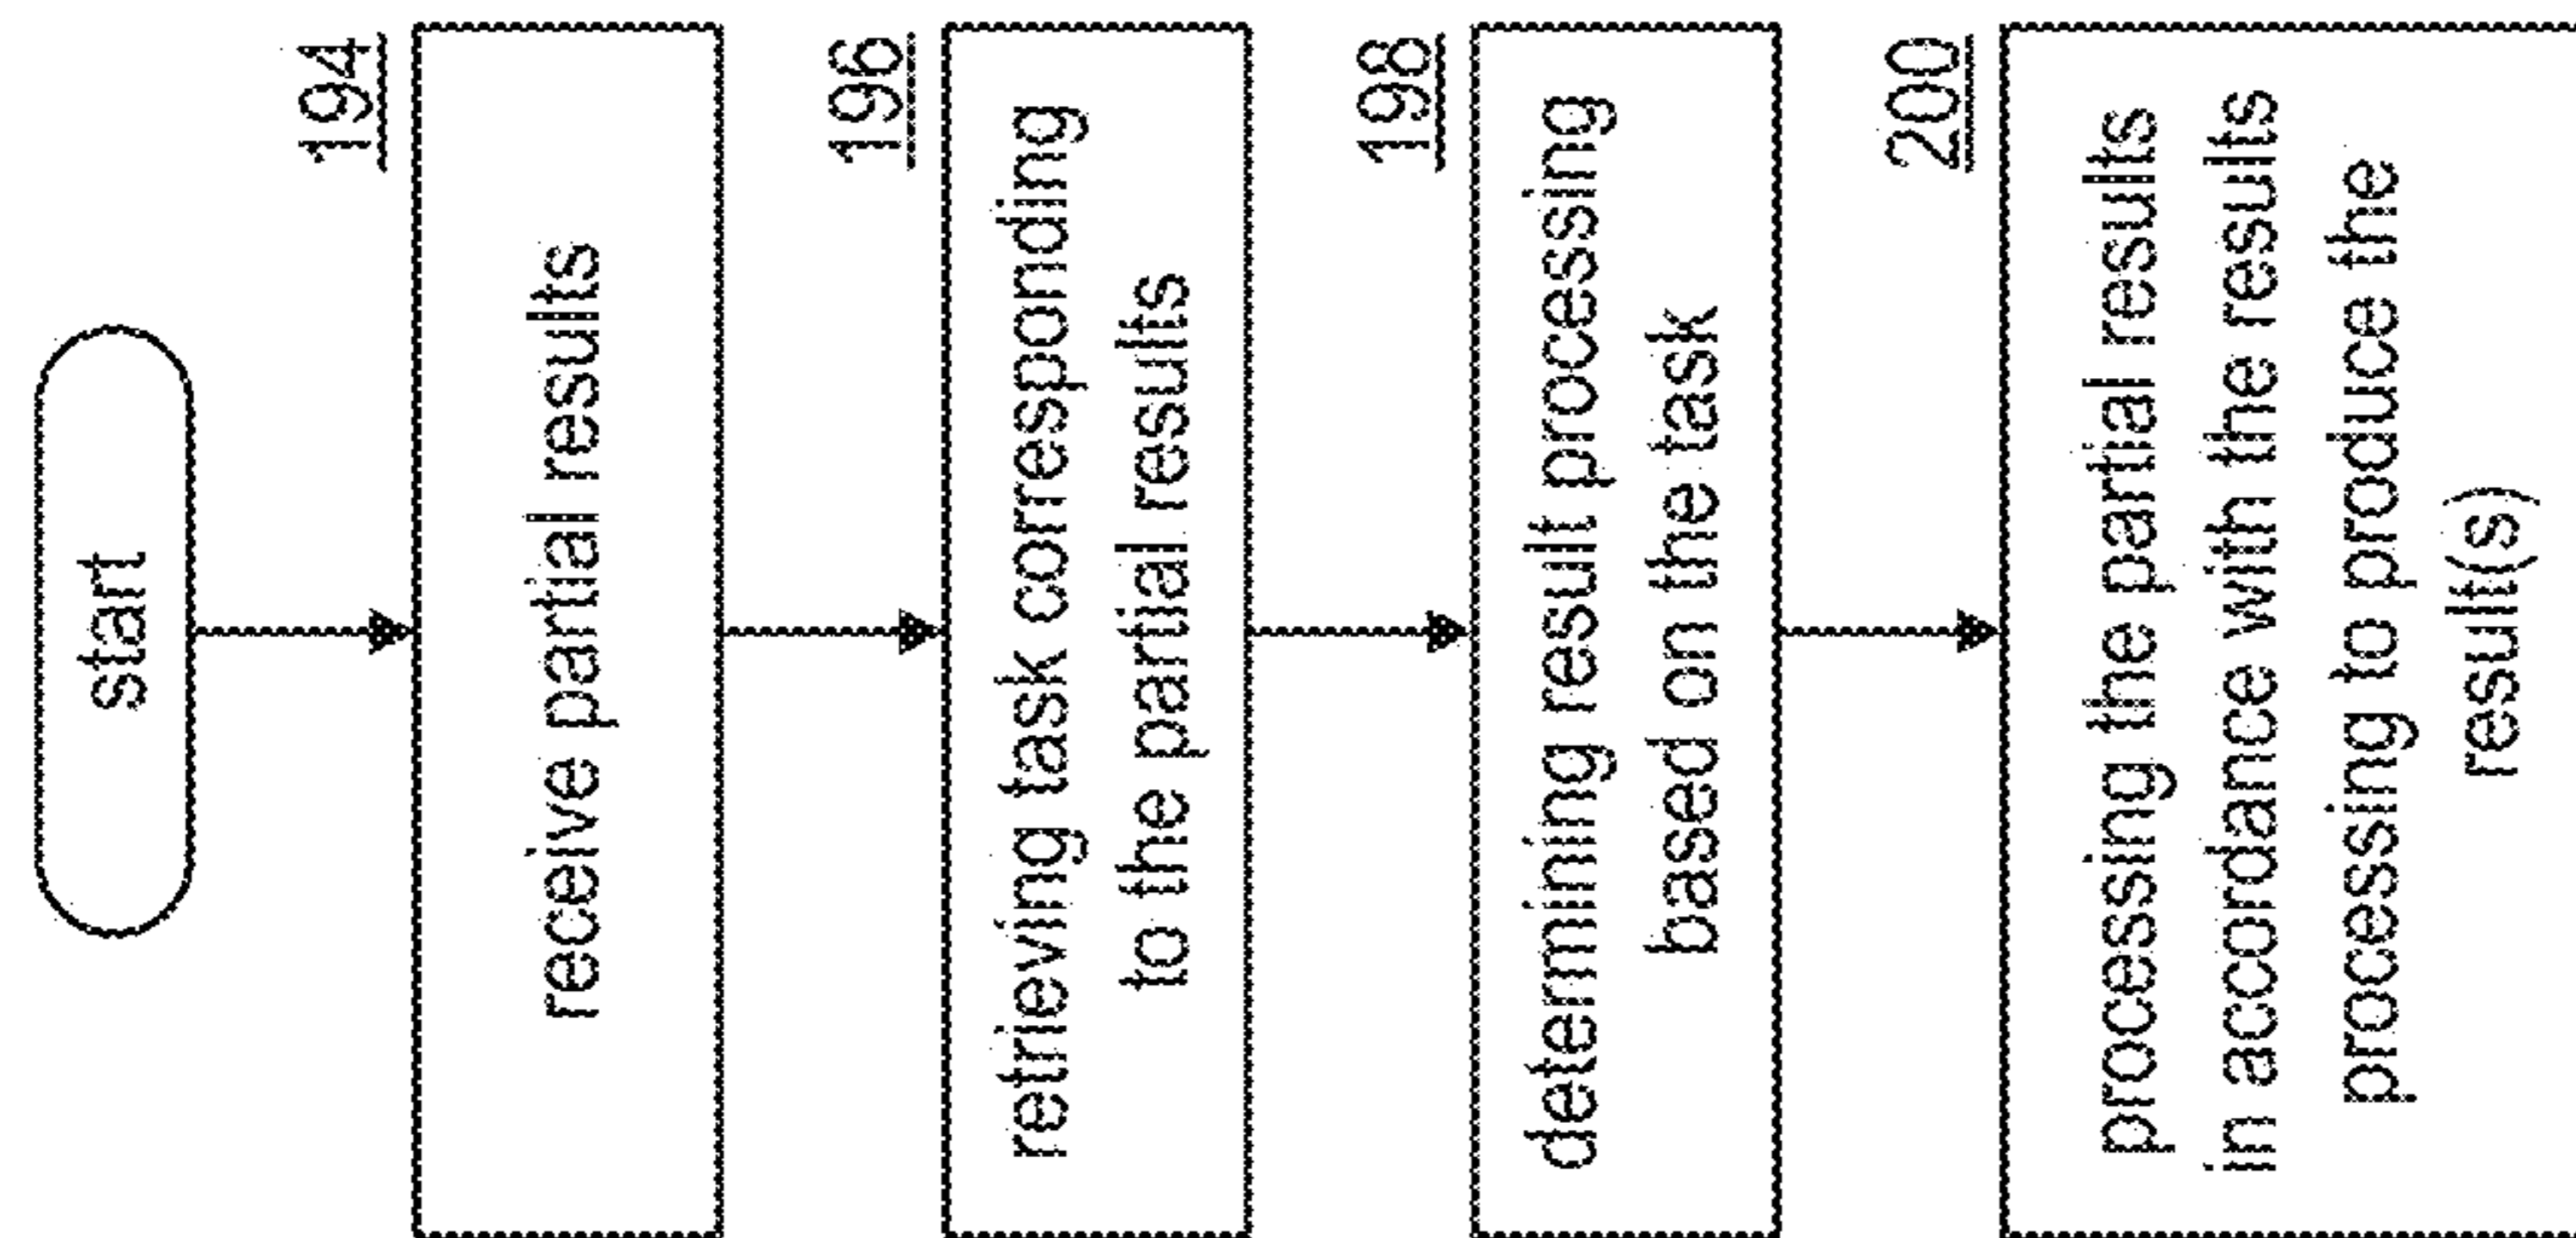 start
194
receive partial results
196
retrieving task corresponding
to the partial results
198
determining result processing
based on the task
200
processing the partial results
in accordance with the results
processing to produce the
result(s)